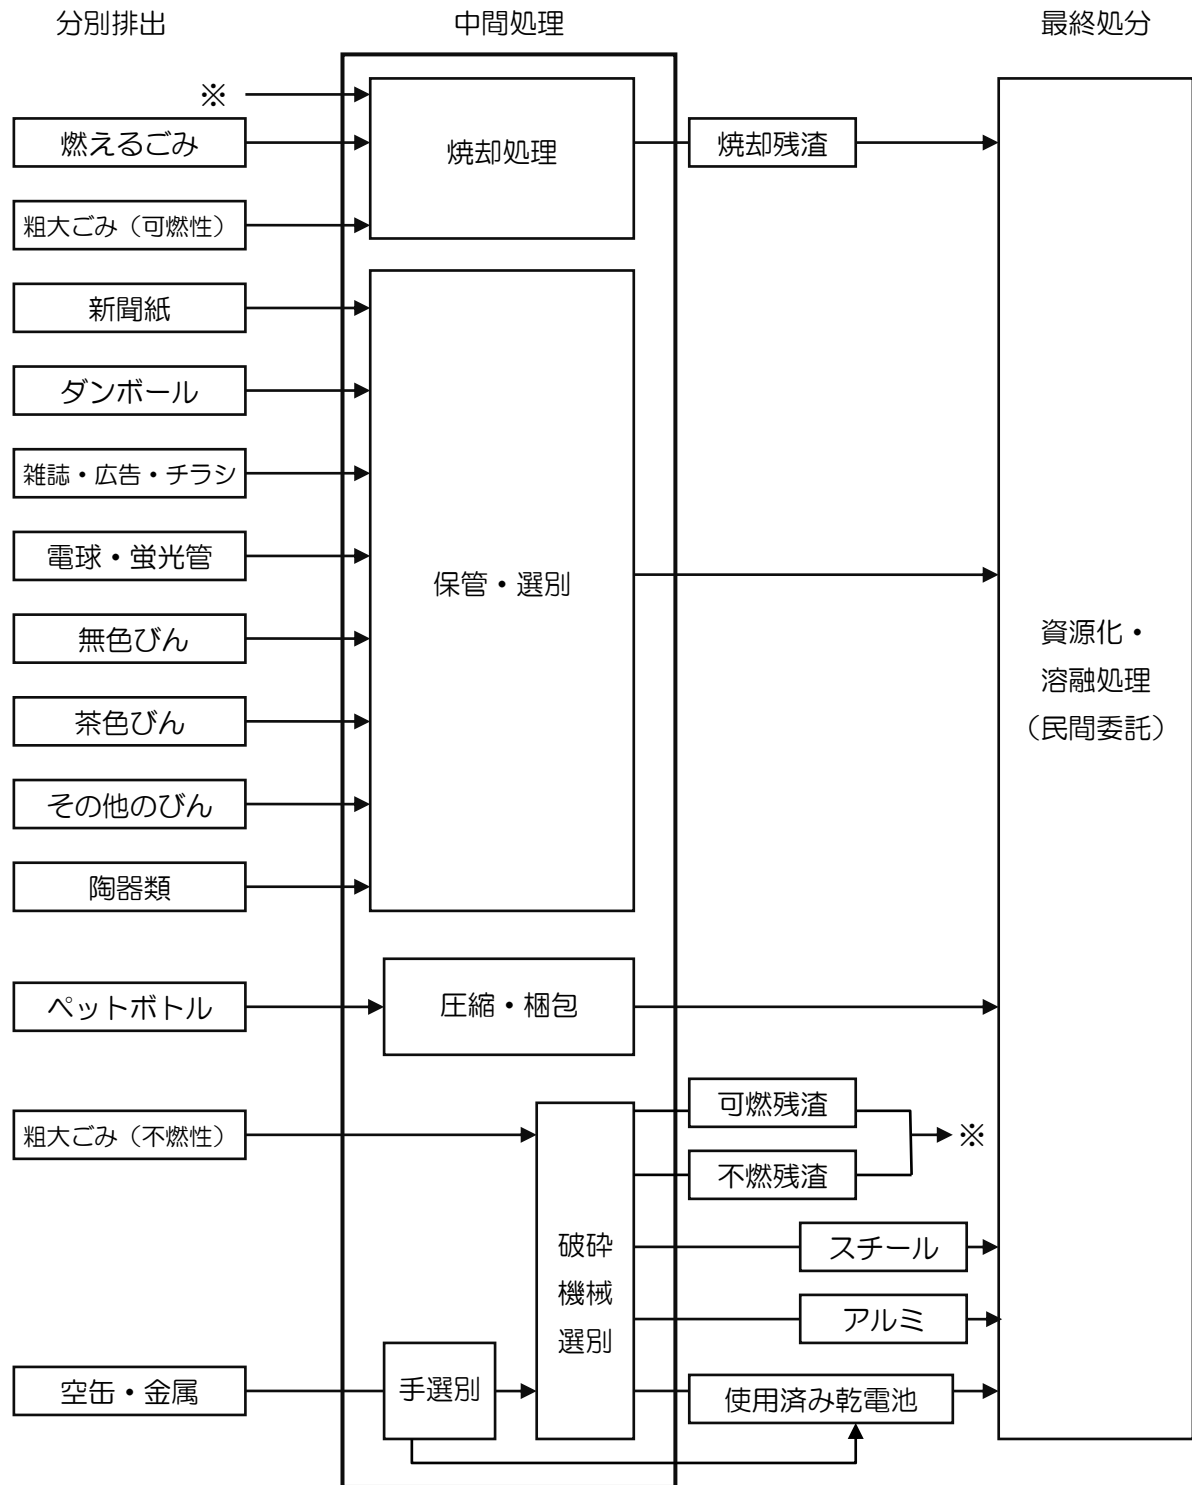 分別排出
中間処理
最終処分
※
燃えるごみ
焼却処理
焼却残渣
粗大ごみ（可燃性）
新聞紙
ダンボール
雑誌・広告・チラシ
電球・蛍光管
保管・選別
無色びん
茶色びん
その他のびん
陶器類
資源化・
溶融処理
（民間委託）
ペットボトル
圧縮・梱包
粗大ごみ（不燃性）
可燃残渣
※
不燃残渣
破砕
機械
選別
スチール
アルミ
空缶・金属
手選別
使用済み乾電池